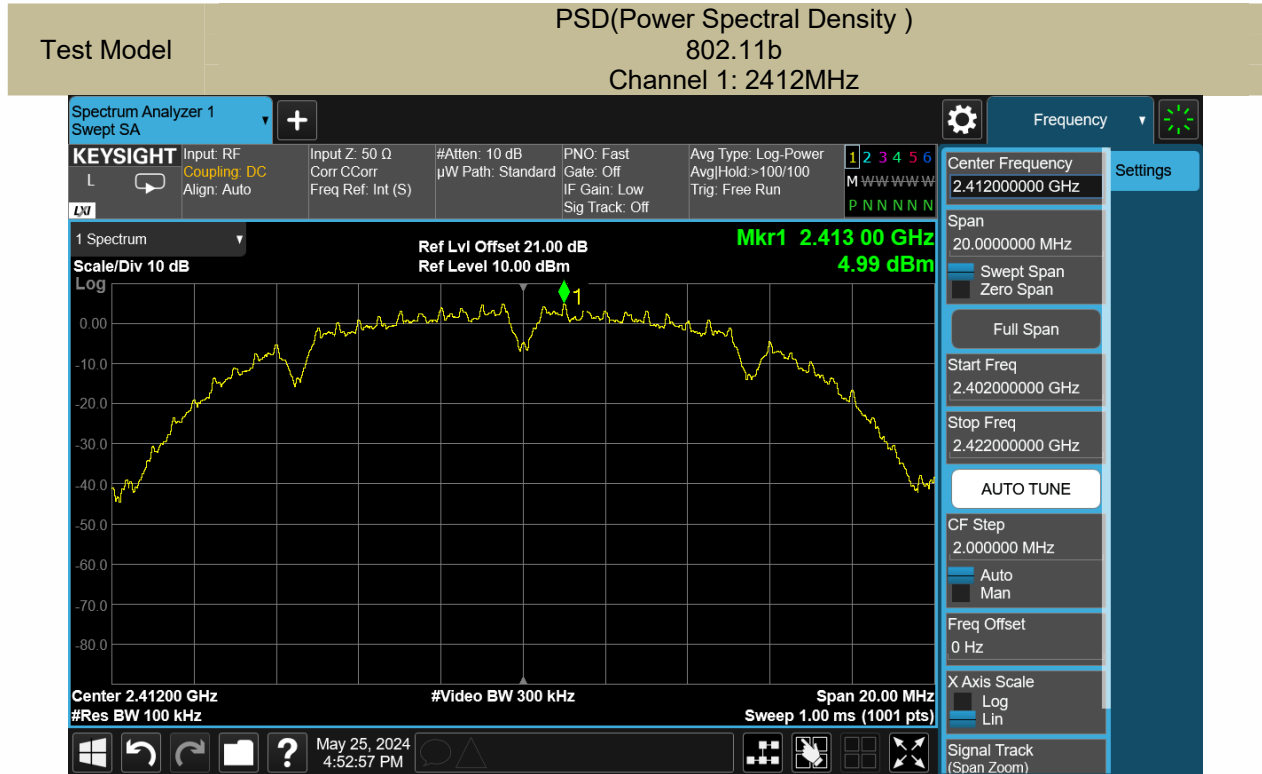 Test Model
PSD(Power Spectral Density )
802.11b
Channel 1: 2412MHz
Spectrum Analyzer 1
Swept SA
+
Frequency
KEYSIGHT
L
LXI
Input: RF
Coupling: DC
Align: Auto
Input Z: 50 Ω
Corr CCorr
Freq Ref: Int (S)
#Atten: 10 dB
µW Path: Standard
PNO: Fast
Gate: Off
IF Gain: Low
Sig Track: Off
Avg Type: Log-Power
Avg|Hold:>100/100
Trig: Free Run
1 2 3 4 5 6
M W W W W W
P N N N N N
1 Spectrum
Scale/Div 10 dB
Log
Ref Lvl Offset 21.00 dB
Ref Level 10.00 dBm
Mkr1 2.413 00 GHz
4.99 dBm
1
0.00
-10.0
-20.0
-30.0
-40.0
-50.0
-60.0
-70.0
-80.0
Center 2.41200 GHz
#Res BW 100 kHz
#Video BW 300 kHz
Span 20.00 MHz
Sweep 1.00 ms (1001 pts)
?
May 25, 2024
4:52:57 PM
Center Frequency
2.412000000 GHz
Settings
Span
20.0000000 MHz
Swept Span
Zero Span
Full Span
Start Freq
2.402000000 GHz
Stop Freq
2.422000000 GHz
AUTO TUNE
CF Step
2.000000 MHz
Auto
Man
Freq Offset
0 Hz
X Axis Scale
Log
Lin
Signal Track
(Span Zoom)